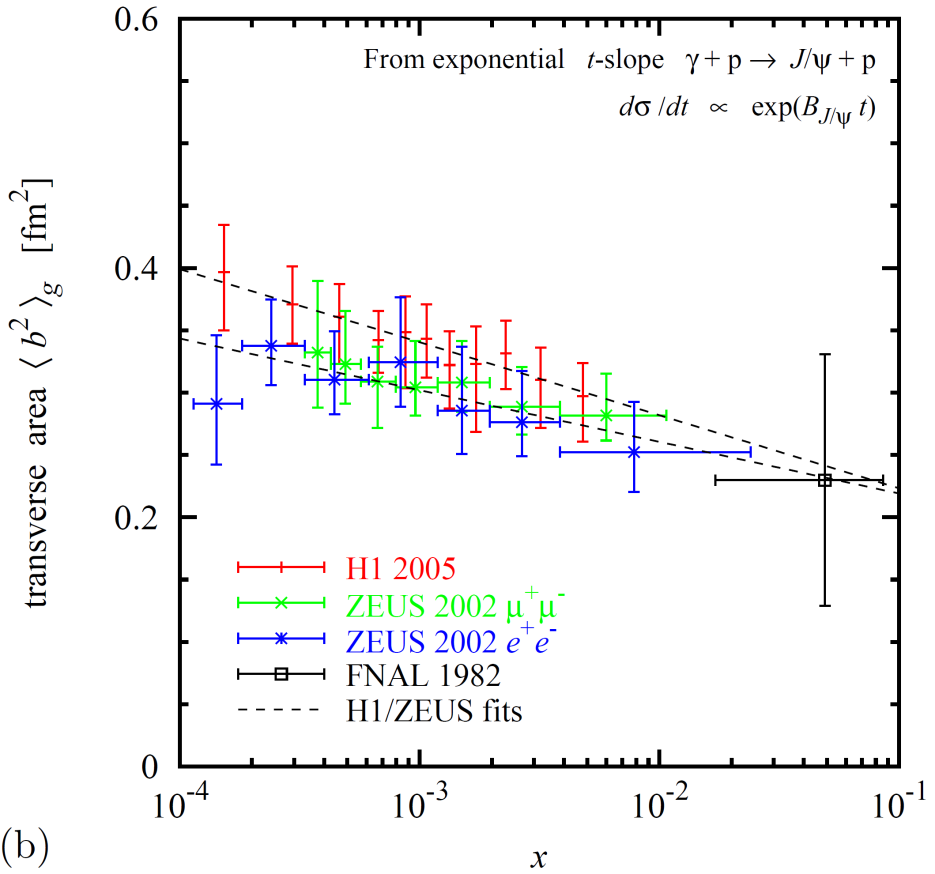 0.6
From exponential t-slope γ + p → J/ψ + p
dσ/dt ∝ exp(B_{J/ψ} t)
transverse area ⟨ b² ⟩_g [fm²]
0.4
0.2
H1 2005
ZEUS 2002 μ⁺μ⁻
ZEUS 2002 e⁺e⁻
FNAL 1982
H1/ZEUS fits
0
10⁻⁴ 10⁻³ 10⁻² 10⁻¹
x
(b)